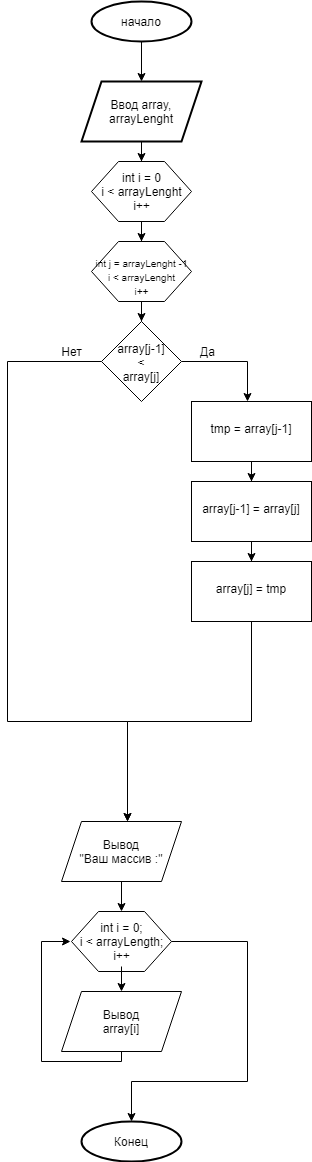 начало
Ввод array,
arrayLenght
int i = 0
i < arrayLenght
i++
int j = arrayLenght -1
i < arrayLenght
i++
array[j-1]
<
array[j]
Нет
Да
tmp = array[j-1]
array[j-1] = array[j]
array[j] = tmp
Вывод
"Ваш массив :"
int i = 0;
i < arrayLength;
i++
Вывод
array[i]
Конец